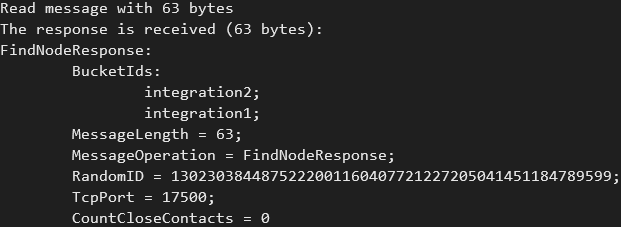 Read message with 63 bytes
The response is received (63 bytes):
FindNodeResponse:
BucketIds:
integration2;
integration1;
MessageLength = 63;
MessageOperation = FindNodeResponse;
RandomID = 1302303844875222001160407721227205041451184789599;
TcpPort = 17500;
CountCloseContacts = 0